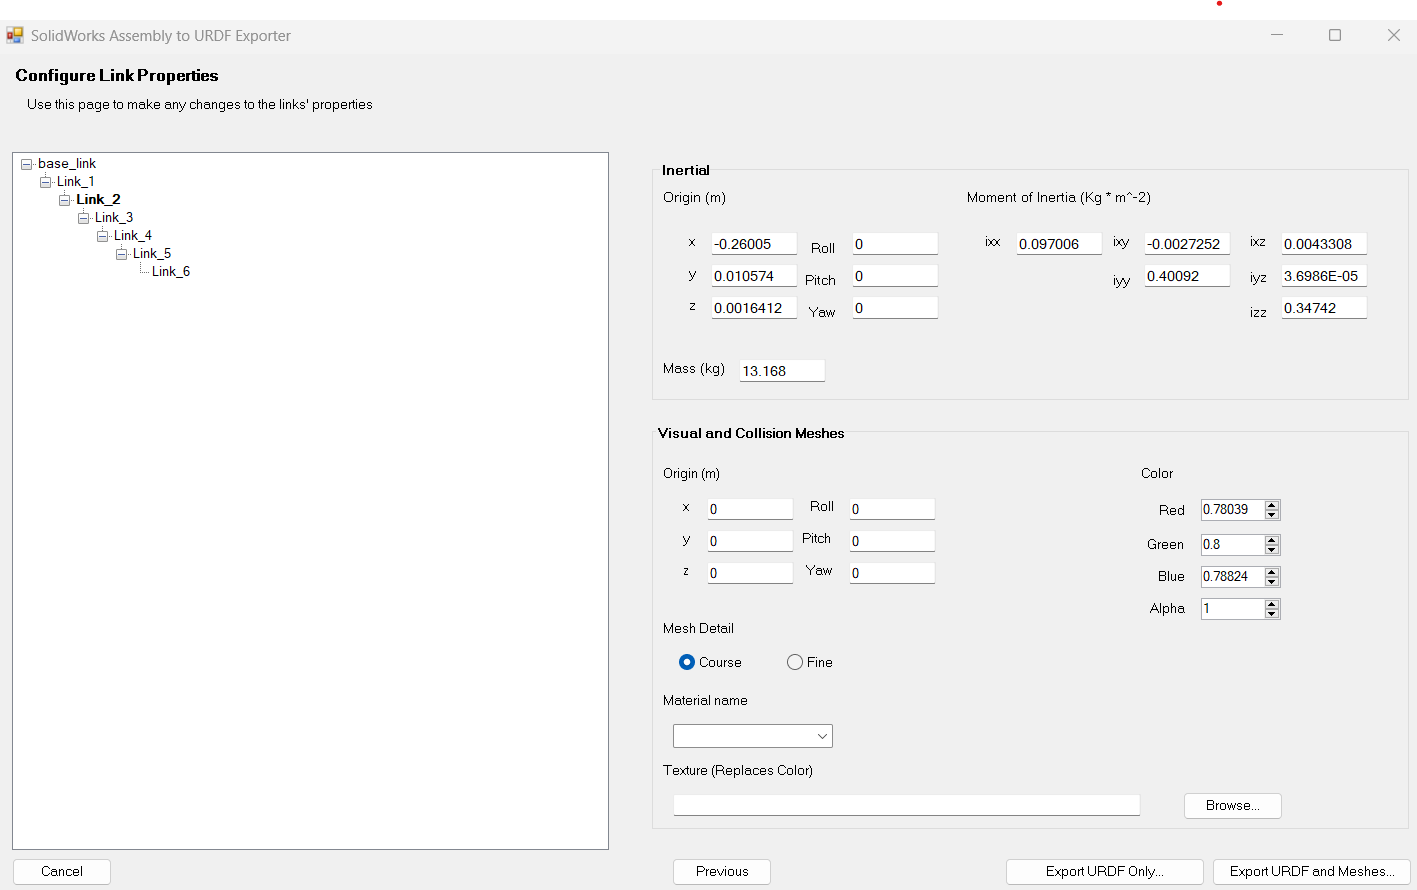 SolidWorks Assembly to URDF Exporter
Configure Link Properties
Use this page to make any changes to the links' properties
base_link
Link_1
Link_2
Link_3
Link_4
Link_5
Link_6
Inertial
Origin (m)
Moment of Inertia (Kg * m^-2)
x -0.26005 Roll 0 ixx 0.097006 ixy -0.0027252 ixz 0.0043308
y 0.010574 Pitch 0 iyy 0.40092 iyz 3.6986E-05
z 0.0016412 Yaw 0 izz 0.34742
Mass (kg) 13.168
Visual and Collision Meshes
Origin (m)
Color
x 0 Roll 0 Red 0.78039
y 0 Pitch 0 Green 0.8
z 0 Yaw 0 Blue 0.78824
Alpha 1
Mesh Detail
Course Fine
Material name
Texture (Replaces Color)
Browse...
Cancel Previous Export URDF Only... Export URDF and Meshes...